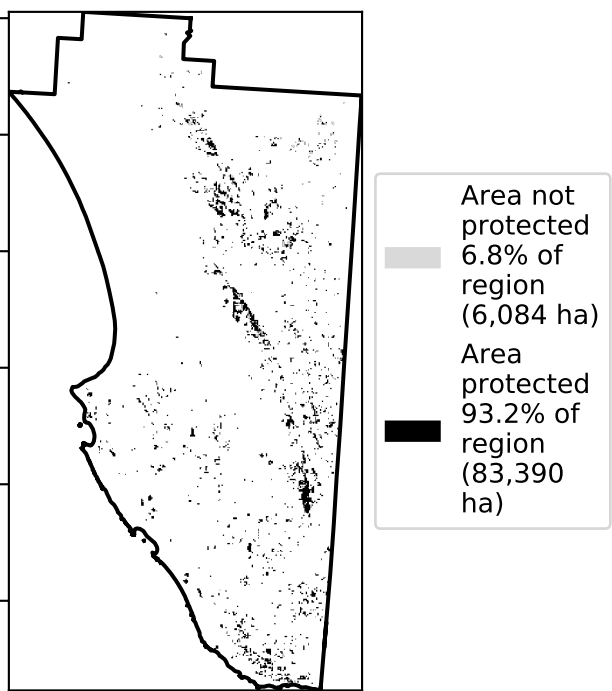 Area not
protected
6.8% of
region
(6,084 ha)
Area
protected
93.2% of
region
(83,390
ha)